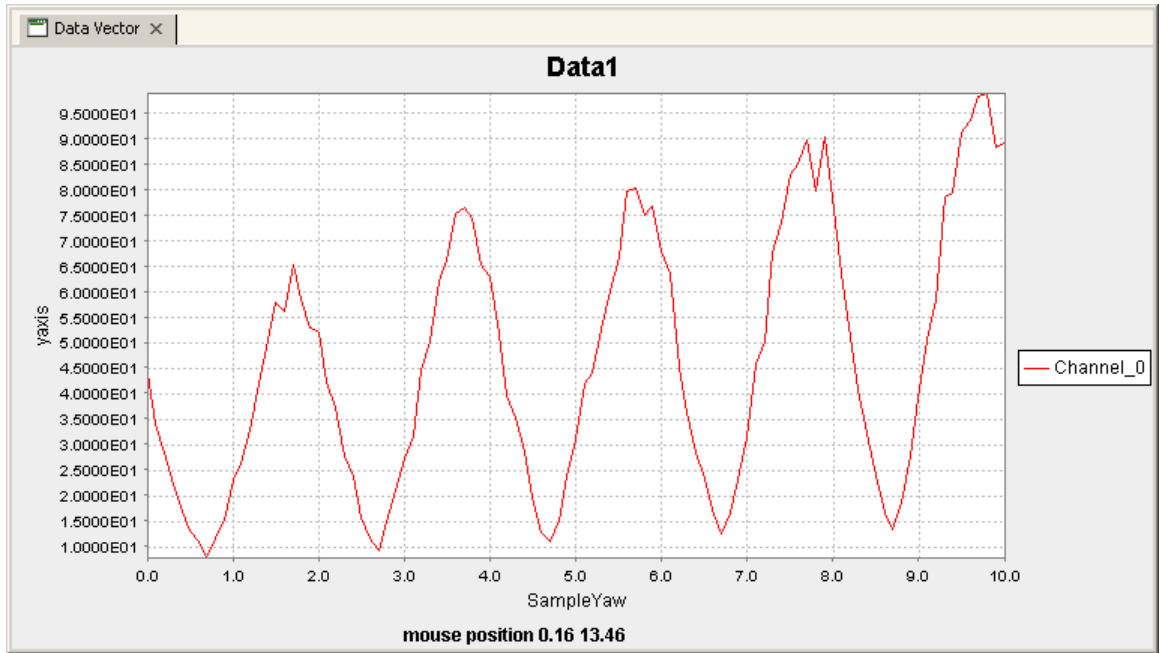 Data Vector
Data1
9.5000E01
9.0000E01
8.5000E01
8.0000E01
7.5000E01
7.0000E01
6.5000E01
6.0000E01
5.5000E01
5.0000E01
4.5000E01
4.0000E01
3.5000E01
3.0000E01
2.5000E01
2.0000E01
1.5000E01
1.0000E01
yaxis
Channel_0
0.0 1.0 2.0 3.0 4.0 5.0 6.0 7.0 8.0 9.0 10.0
SampleYaw
mouse position 0.16 13.46